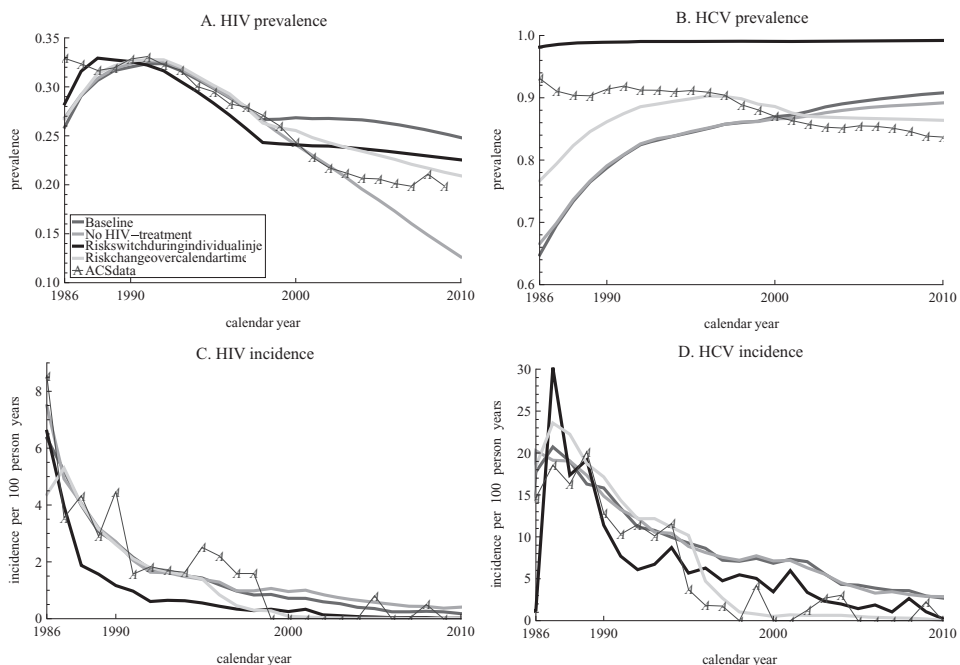 A. HIV prevalence
0.35
0.30
0.25
0.20
0.15
0.10
prevalence
Baseline
No HIV−treatment
Riskswitchduringindividualinje
Riskchangeovercalendartime
ACSdata
1986
1990
2000
2010
calendar year
B. HCV prevalence
1.0
0.9
0.8
0.7
0.6
prevalence
1986
1990
2000
2010
calendar year
C. HIV incidence
8
6
4
2
0
incidence per 100 person years
1986
1990
2000
2010
calendar year
D. HCV incidence
30
25
20
15
10
5
0
incidence per 100 person years
1986
1990
2000
2010
calendar year